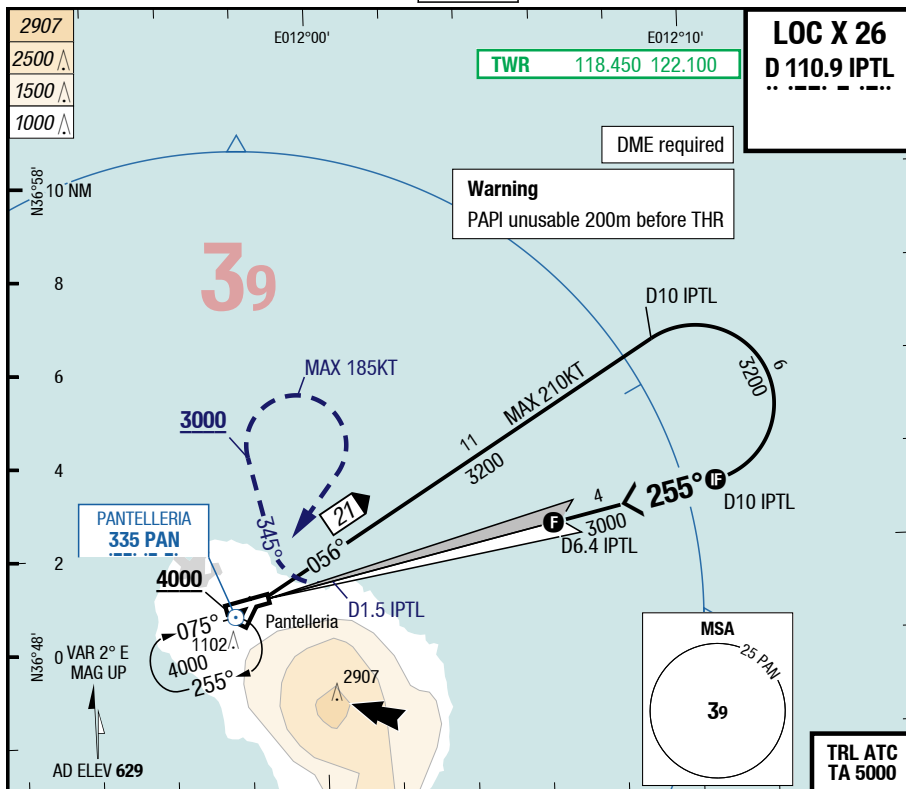 2907
2500
1500
1000
E012°00'
E012°10'
LOC X 26
D 110.9 IPTL
TWR 118.450 122.100
DME required
Warning
PAPI unusable 200m before THR
N36°58'
10 NM
39
8
D10 IPTL
6
MAX 185KT
MAX 210KT
6
3200
3000
11
3200
4
255°
IF
D10 IPTL
4
21
F
3000
D6.4 IPTL
PANTELLERIA
335 PAN
345°
056°
2
4000
D1.5 IPTL
075°
Pantelleria
1102
MSA
25 PAN
N36°48'
0
VAR 2° E
MAG UP
4000
255°
2907
39
AD ELEV 629
TRL ATC
TA 5000